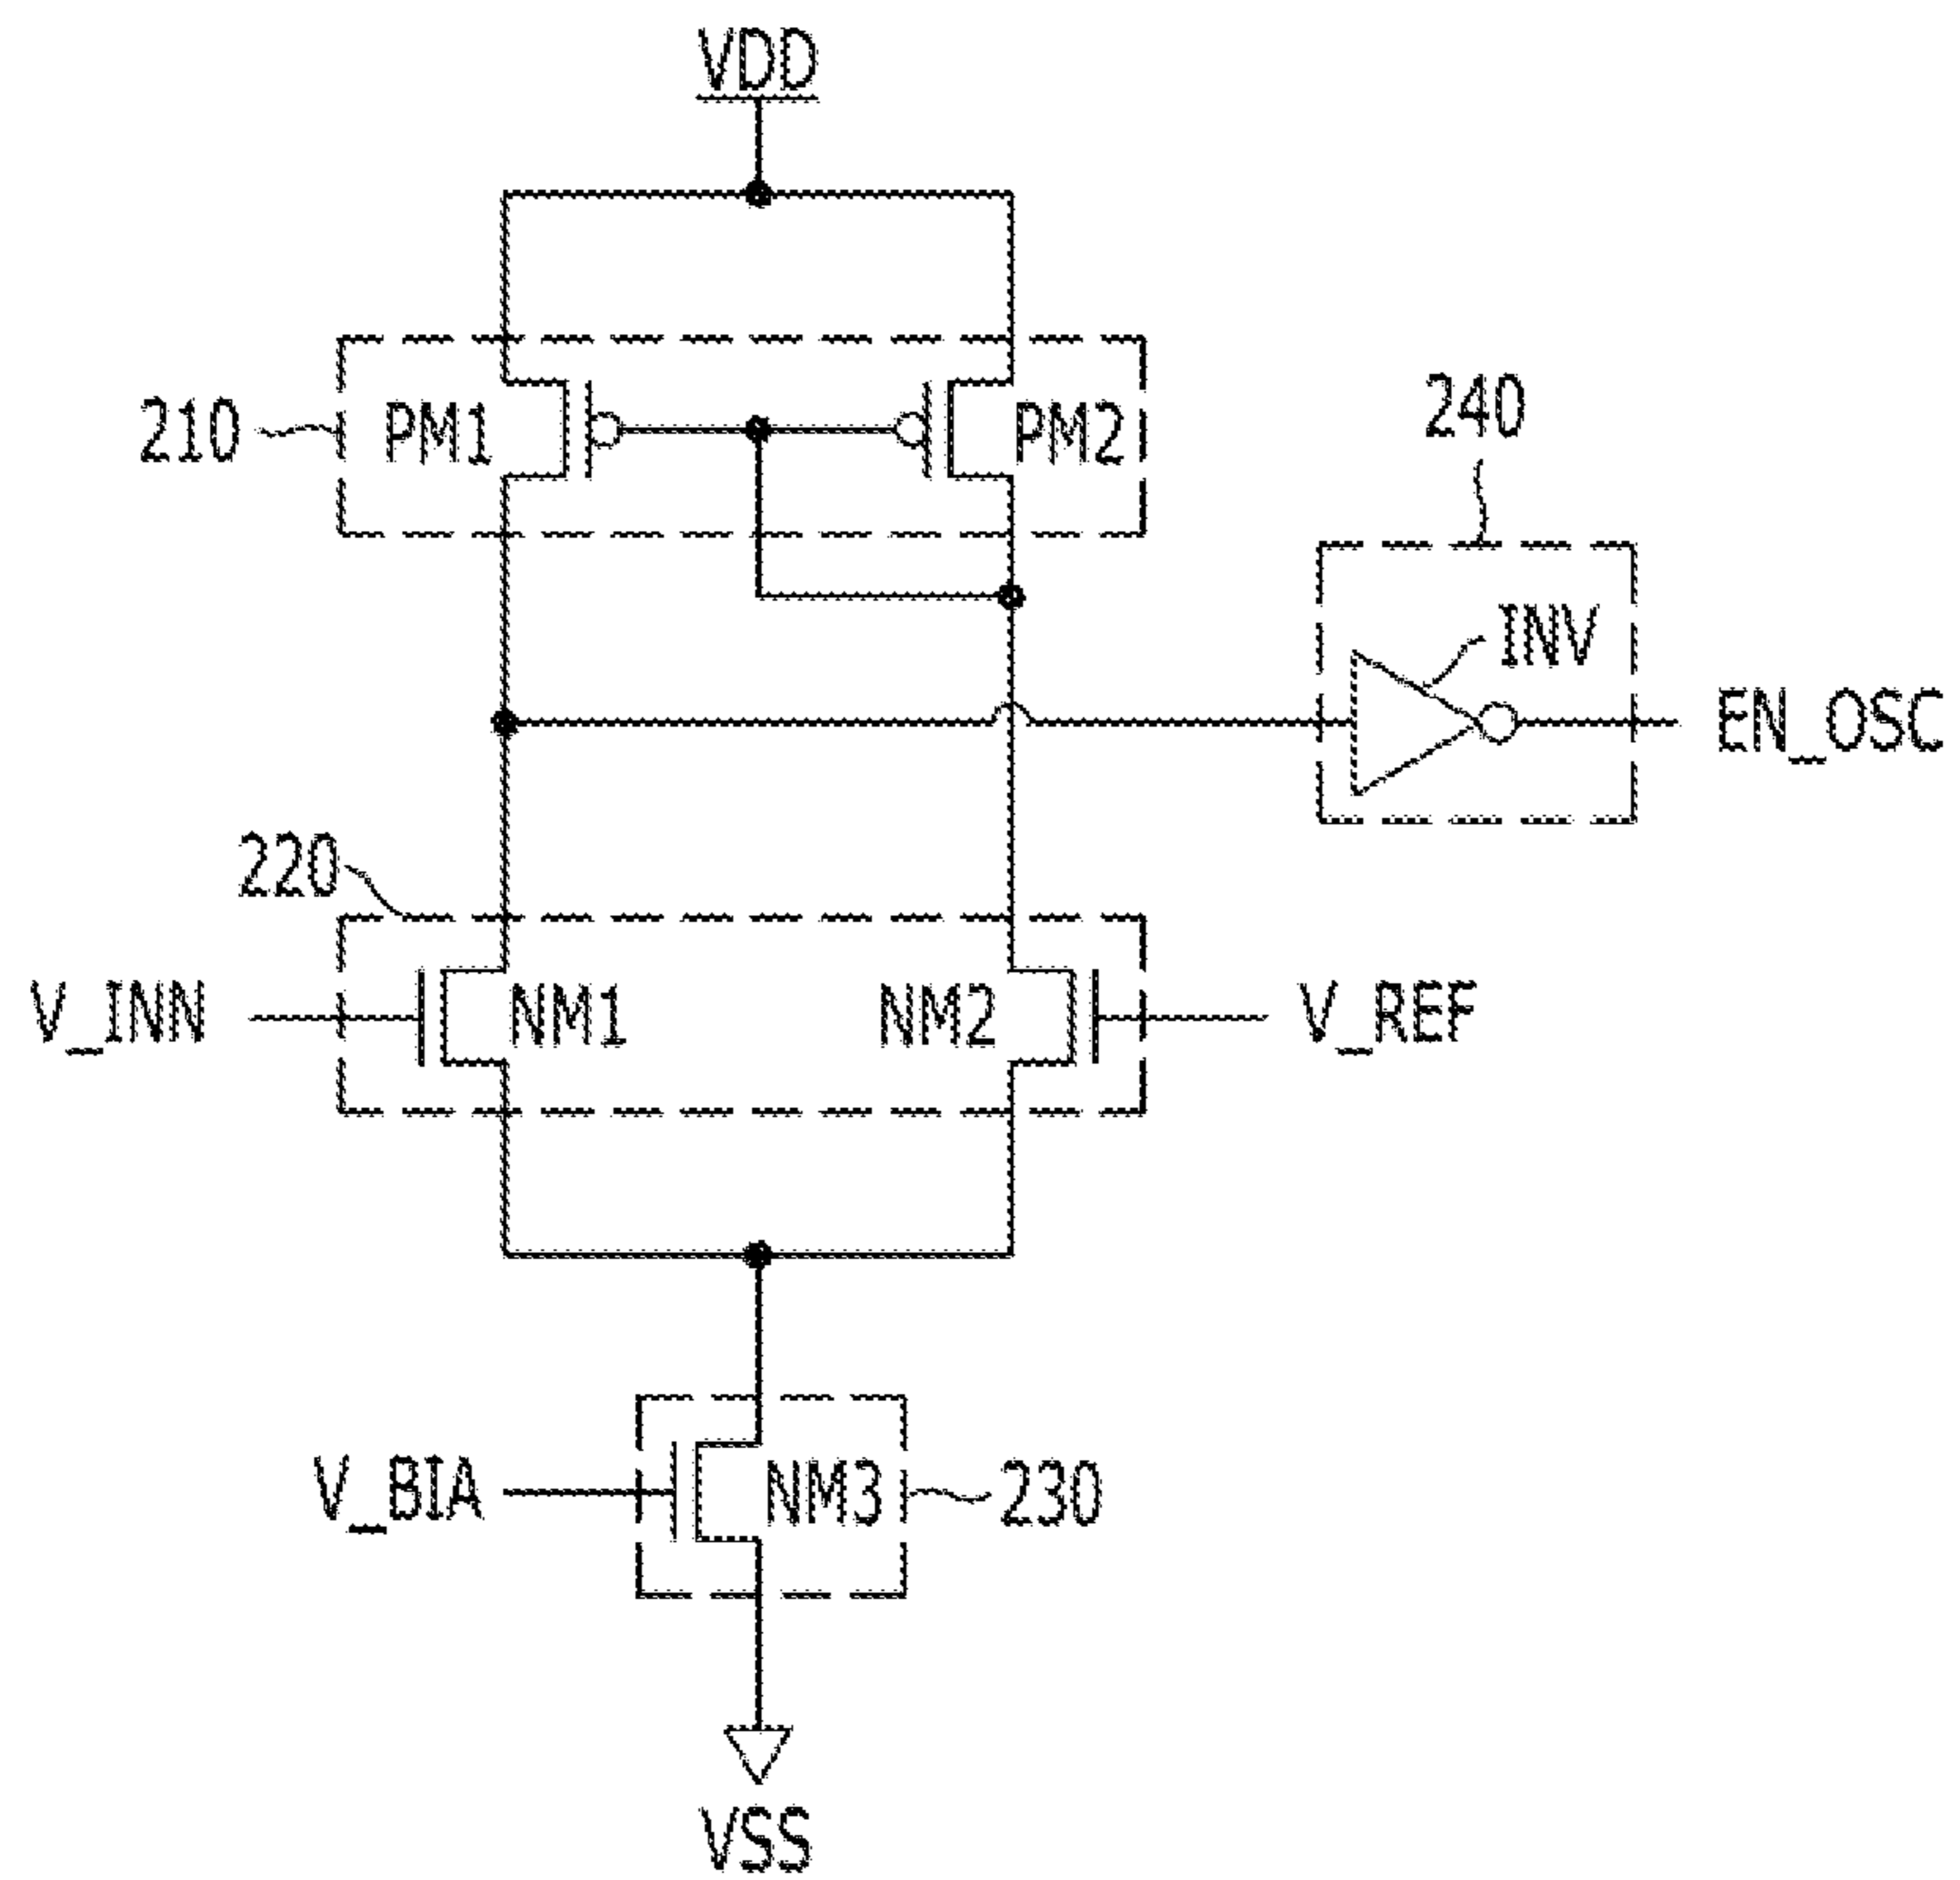 VDD
210
PM1
PM2
240
INV
EN_OSC
220
V_INN
NM1
NM2
V_REF
V_BIA
NM3
230
VSS